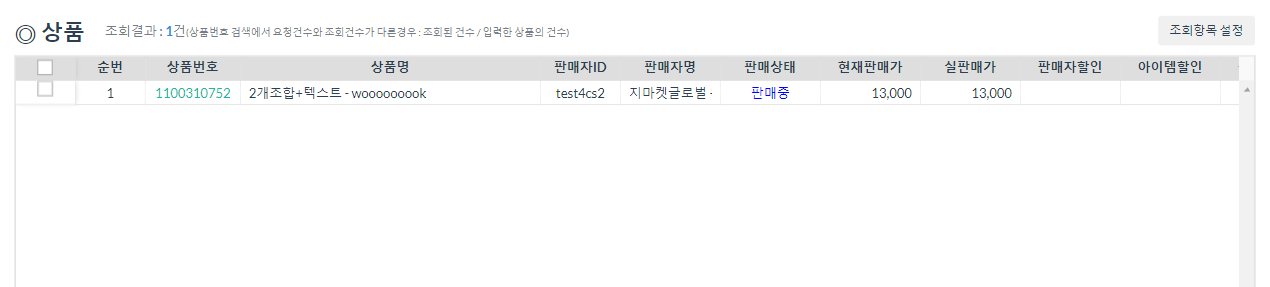 ◎ 상품 조회결과 : 1건(상품번호 검색에서 요청건수와 조회건수가 다른경우 : 조회된 건수 / 입력한 상품의 건수) 조회항목 설정
순번 상품번호 상품명 판매자ID 판매자명 판매상태 현재판매가 실판매가 판매자할인 아이템할인
1 1100310752 2개조합+텍스트 - wooooooook test4cs2 지마켓글로벌 - 판매중 13,000 13,000